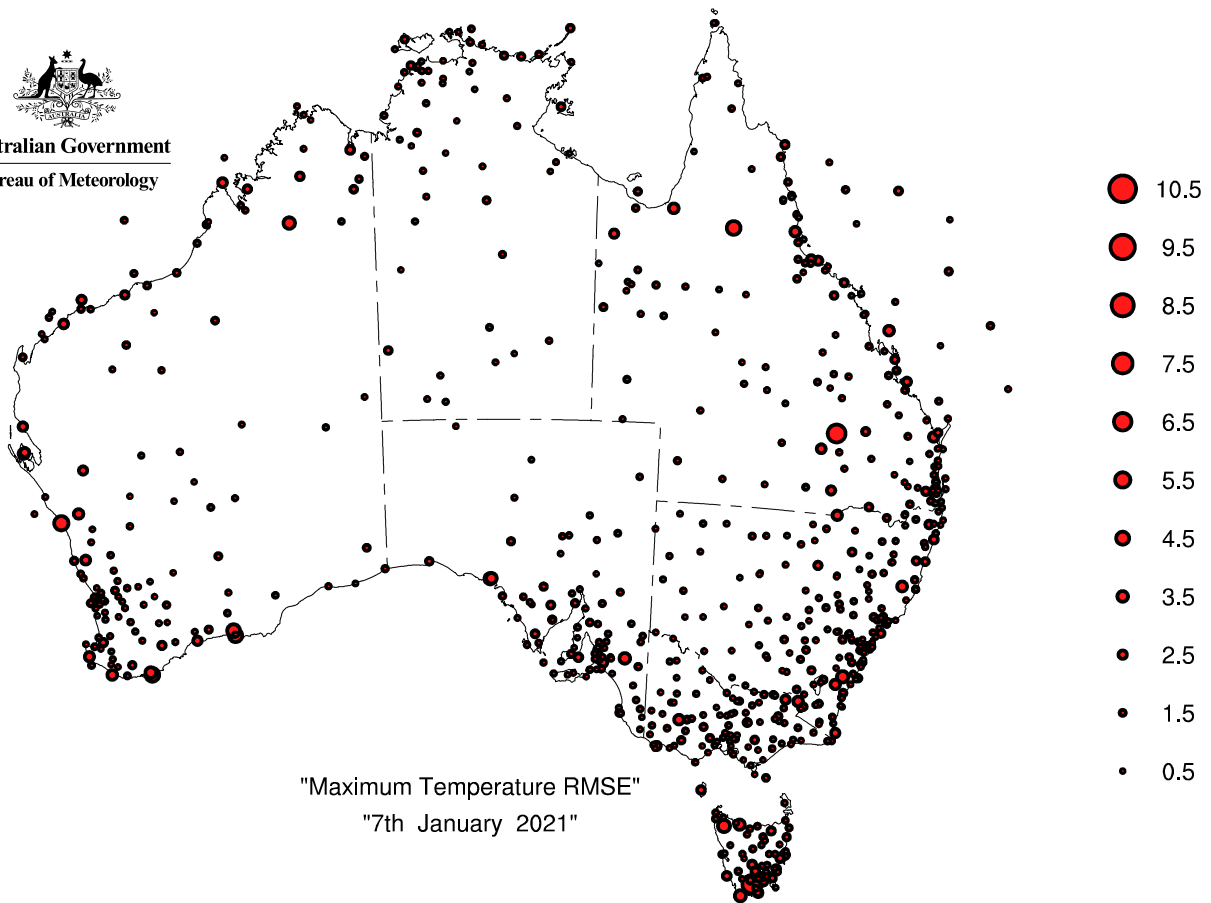 AUSTRALIA
tralian Government
reau of Meteorology
10.5
9.5
8.5
7.5
6.5
5.5
4.5
3.5
2.5
1.5
0.5
"Maximum Temperature RMSE"
"7th January 2021"